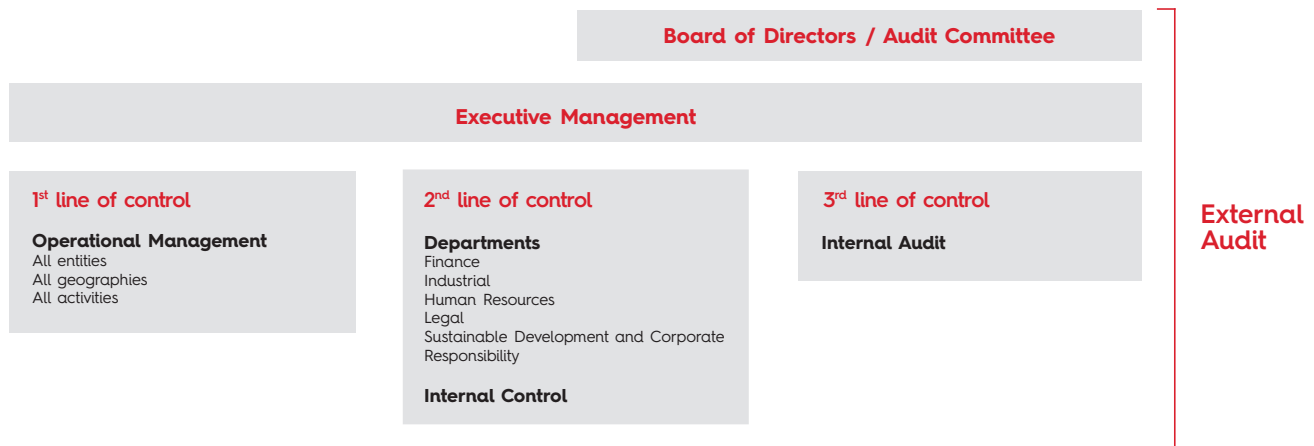 Board of Directors / Audit Committee
Executive Management
1st line of control
Operational Management
All entities
All geographies
All activities
2nd line of control
Departments
Finance
Industrial
Human Resources
Legal
Sustainable Development and Corporate
Responsibility
Internal Control
3rd line of control
Internal Audit
External
Audit